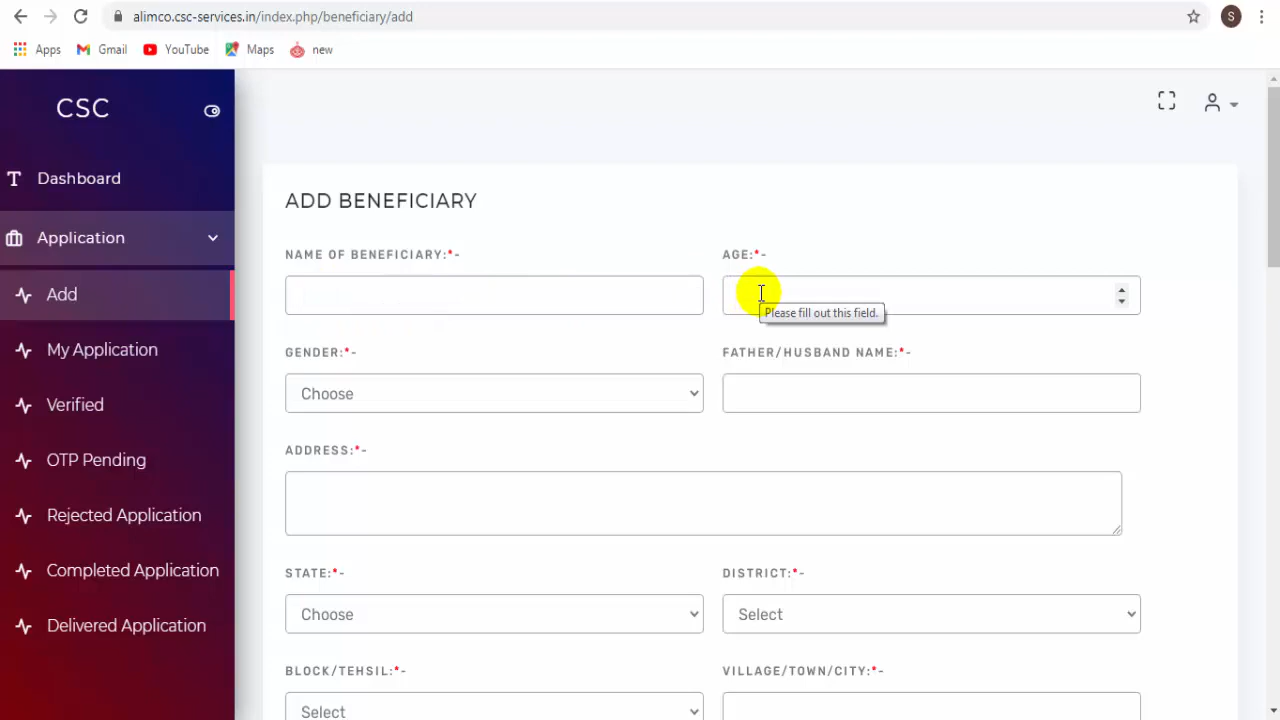 alimco.csc-services.in/index.php/beneficiary/add
S
Apps Gmail YouTube Maps new
CSC
Dashboard
Application
Add
My Application
Verified
OTP Pending
Rejected Application
Completed Application
Delivered Application
ADD BENEFICIARY
NAME OF BENEFICIARY:*-
AGE:*-
Please fill out this field.
GENDER:*-
Choose
FATHER/HUSBAND NAME:*-
ADDRESS:*-
STATE:*-
Choose
DISTRICT:*-
Select
BLOCK/TEHSIL:*-
Select
VILLAGE/TOWN/CITY:*-